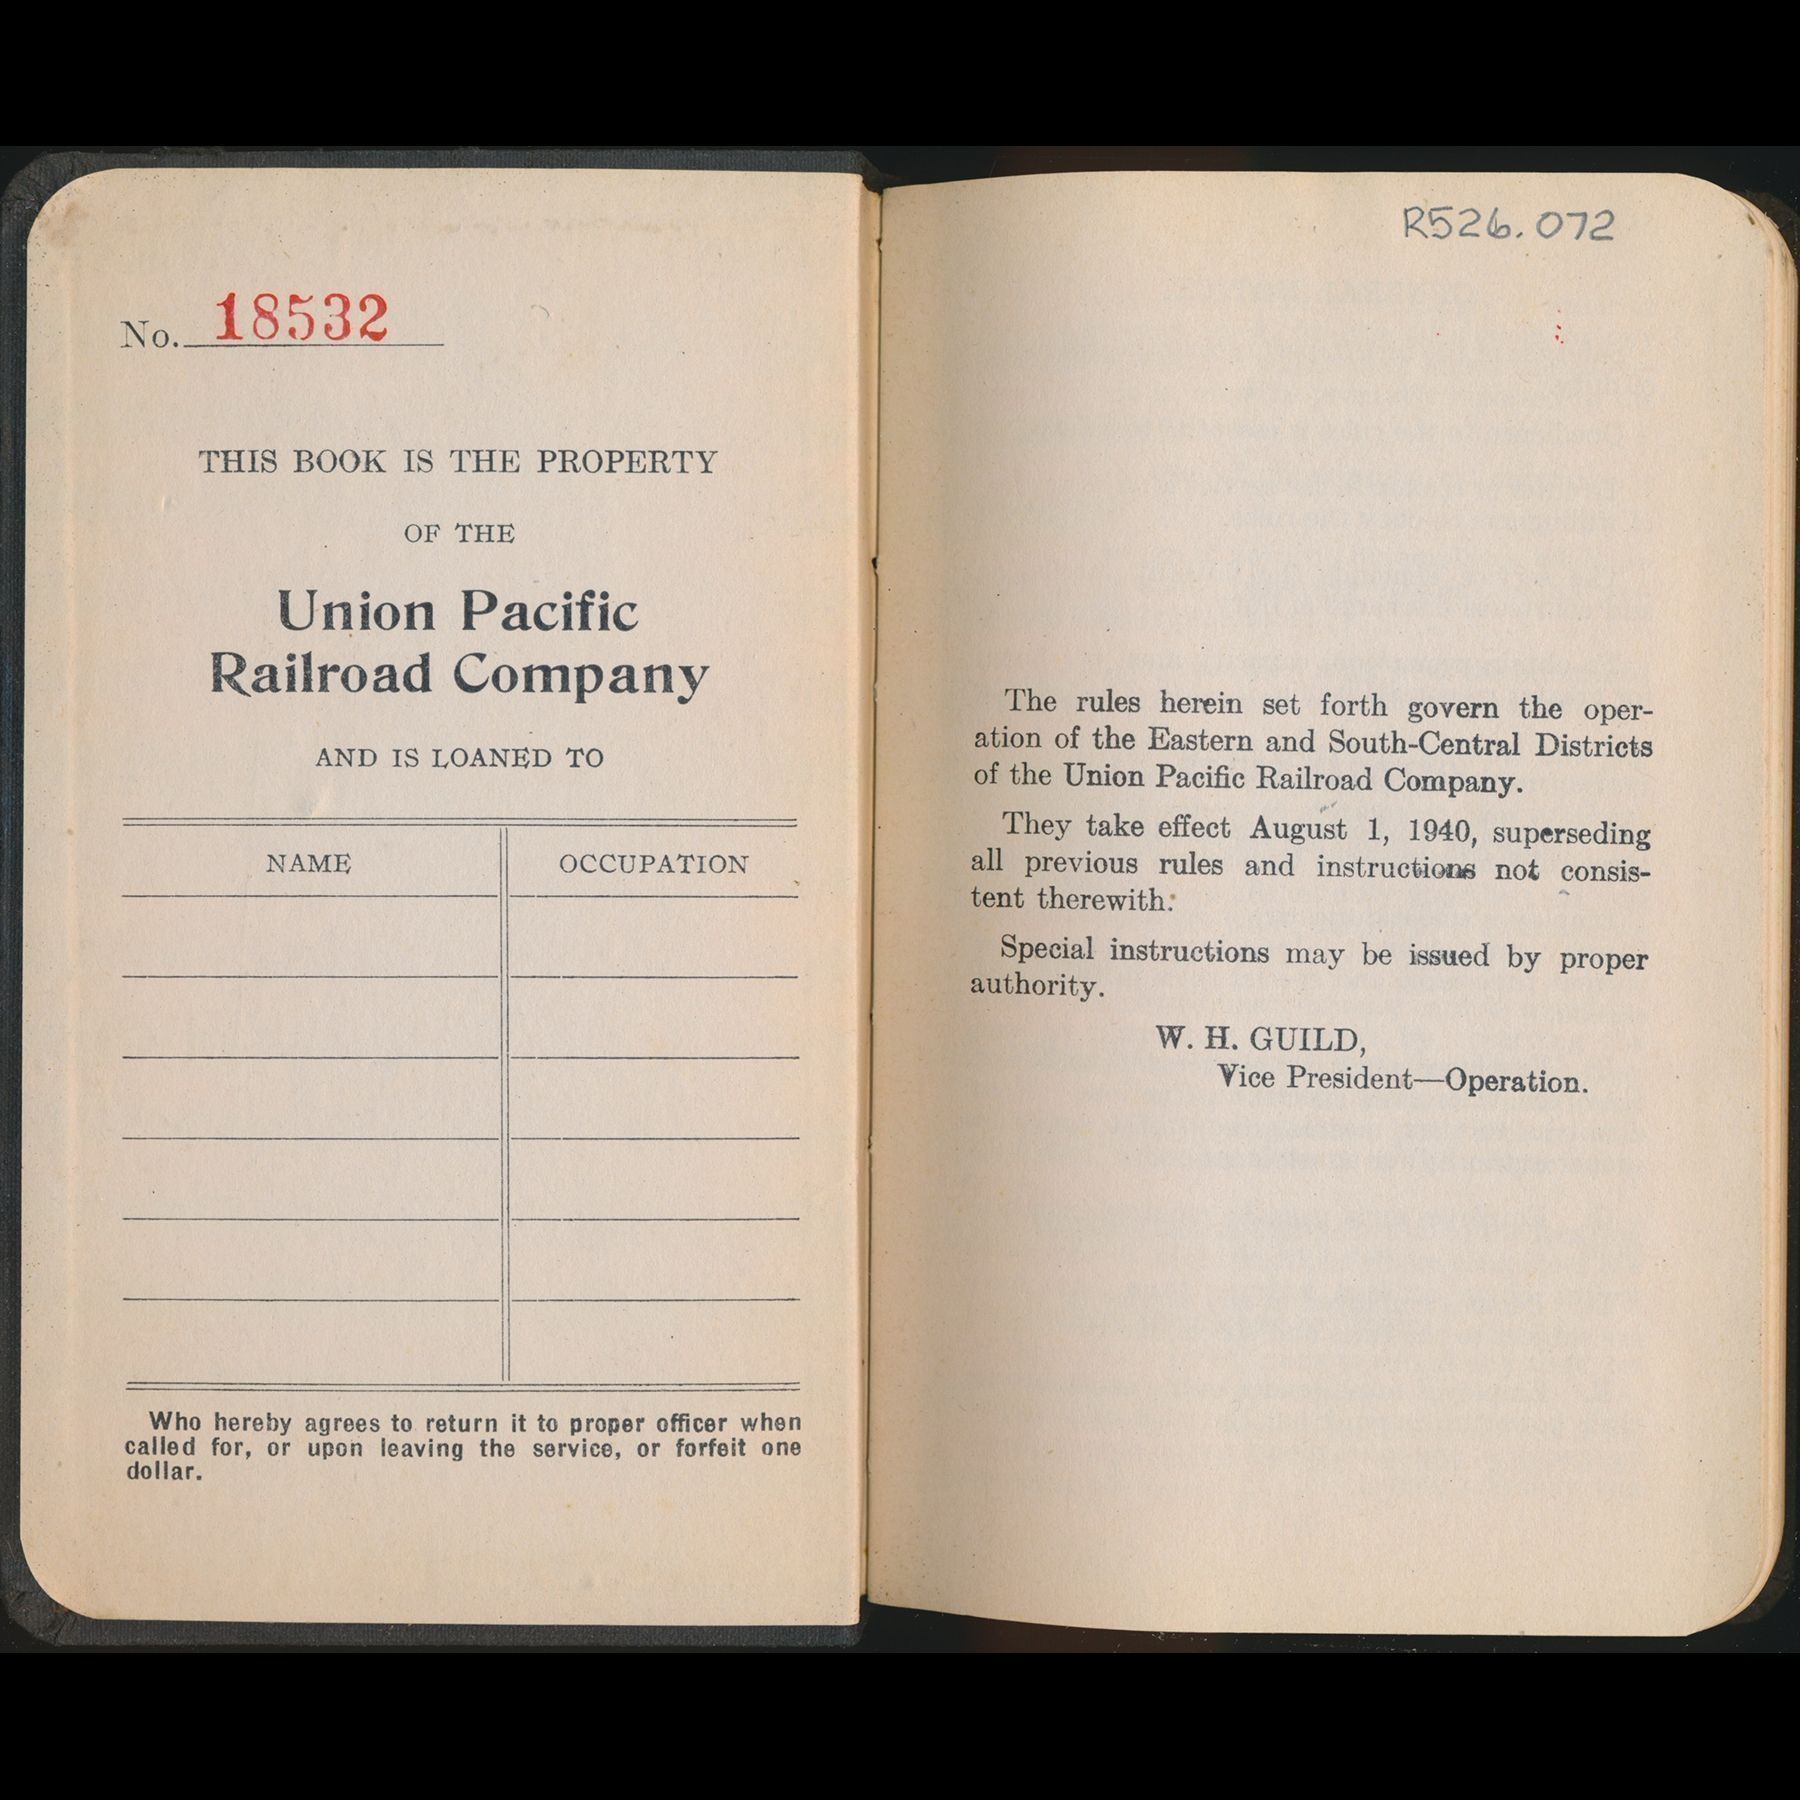 No. 18532
THIS BOOK IS THE PROPERTY
OF THE
Union Pacific
Railroad Company
AND IS LOANED TO
NAME OCCUPATION
Who hereby agrees to return it to proper officer when
called for, or upon leaving the service, or forfeit one
dollar.
R526.072
The rules herein set forth govern the oper-
ation of the Eastern and South-Central Districts
of the Union Pacific Railroad Company.
They take effect August 1, 1940, superseding
all previous rules and instructions not consis-
tent therewith.
Special instructions may be issued by proper
authority.
W. H. GUILD,
Vice President—Operation.